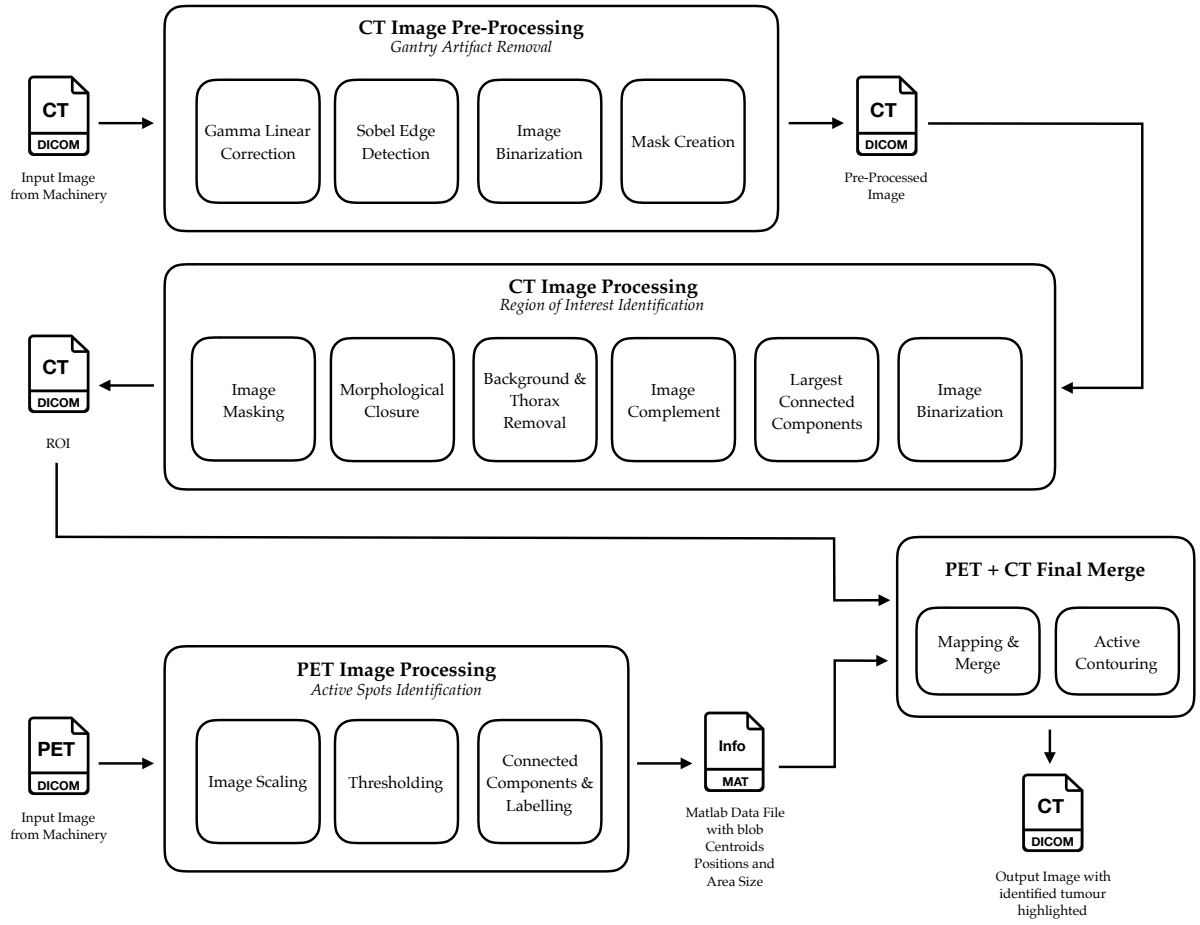 CT Image Pre-Processing
Gantry Artifact Removal
CT
DICOM
Input Image
from Machinery
Gamma Linear
Correction
Sobel Edge
Detection
Image
Binarization
Mask Creation
CT
DICOM
Pre-Processed
Image
CT Image Processing
Region of Interest Identification
CT
DICOM
ROI
Image
Masking
Morphological
Closure
Background &
Thorax
Removal
Image
Complement
Largest
Connected
Components
Image
Binarization
PET + CT Final Merge
Mapping &
Merge
Active
Contouring
PET Image Processing
Active Spots Identification
PET
DICOM
Input Image
from Machinery
Image Scaling
Thresholding
Connected
Components &
Labelling
Info
MAT
Matlab Data File
with blob
Centroids
Positions and
Area Size
CT
DICOM
Output Image with
identified tumour
highlighted